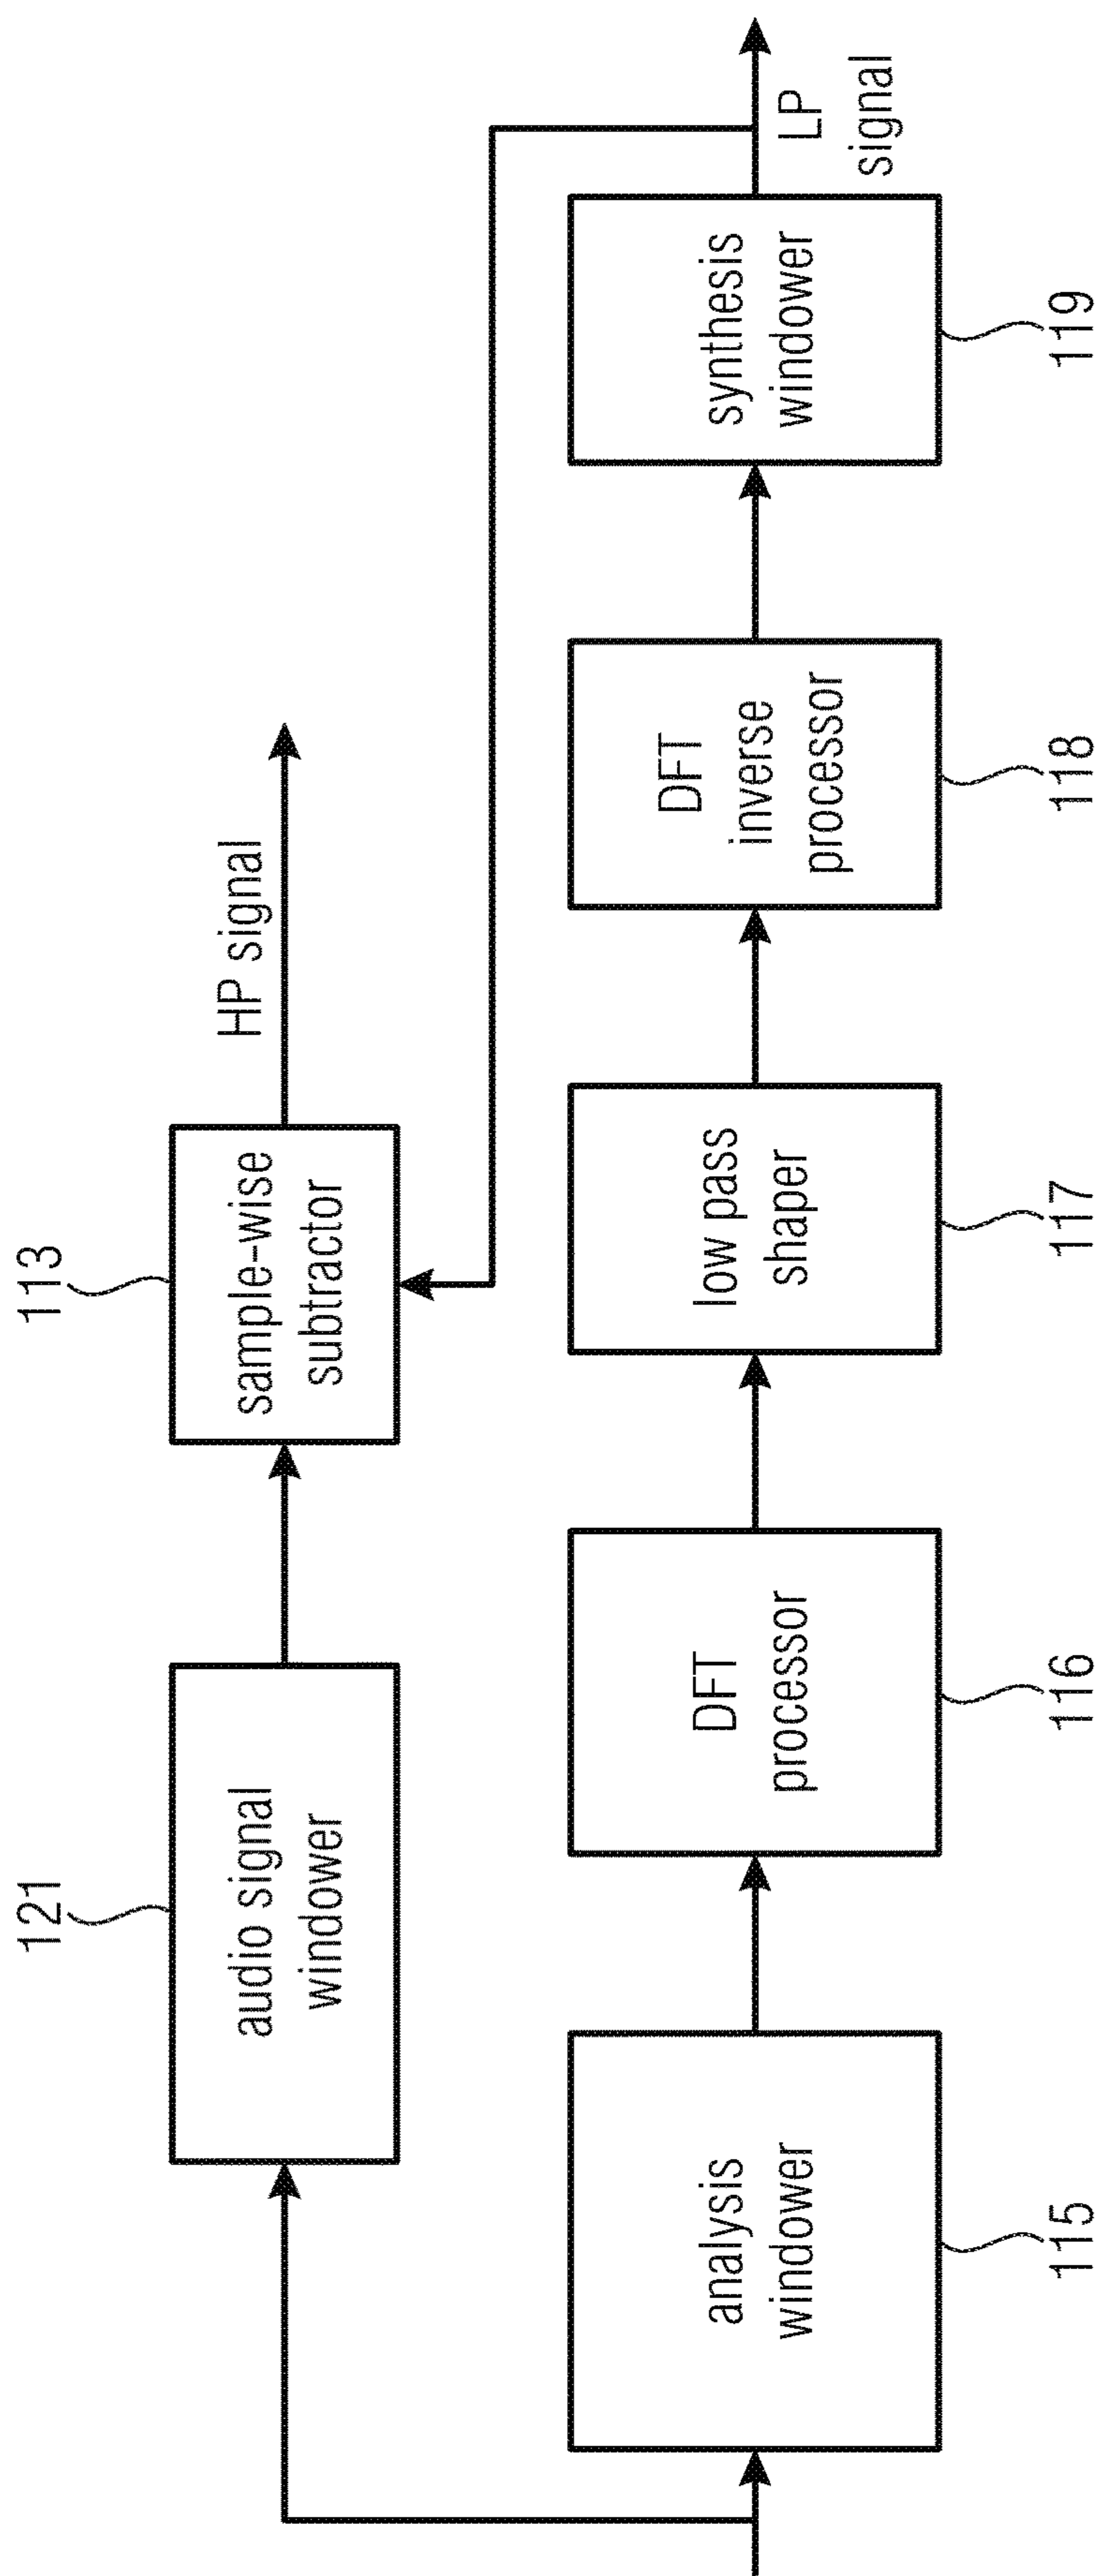 121
audio signal
windower
113
sample-wise
subtractor
HP signal
analysis
windower
115
DFT
processor
116
low pass
shaper
117
DFT
inverse
processor
118
synthesis
windower
119
LP
signal